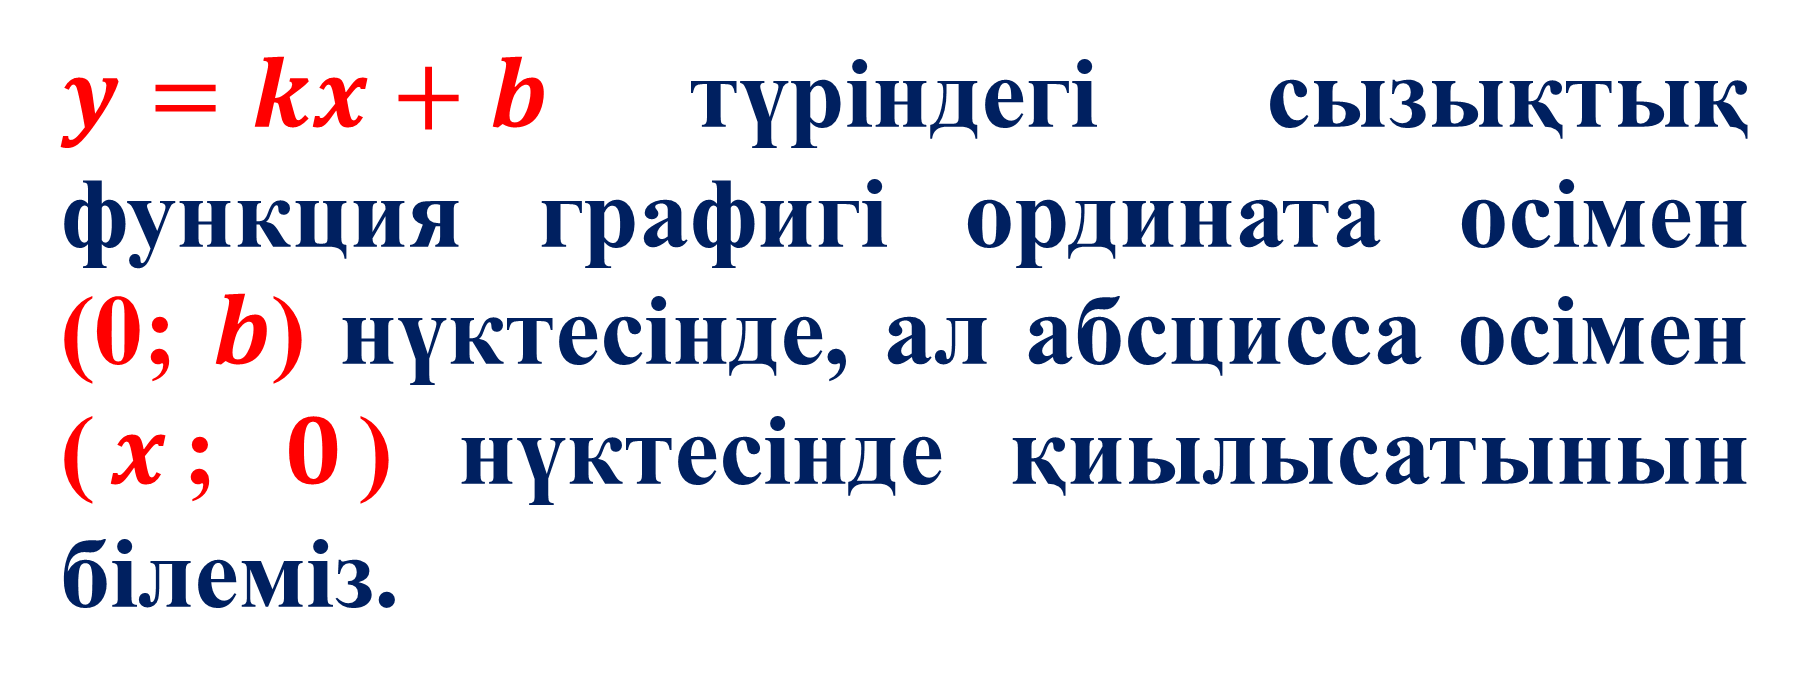 y = kx + b түріндегі сызықтық
функция графигі ордината осімен
(0; b) нүктесінде, ал абсцисса осімен
( x ; 0 ) нүктесінде қиылысатынын
білеміз.